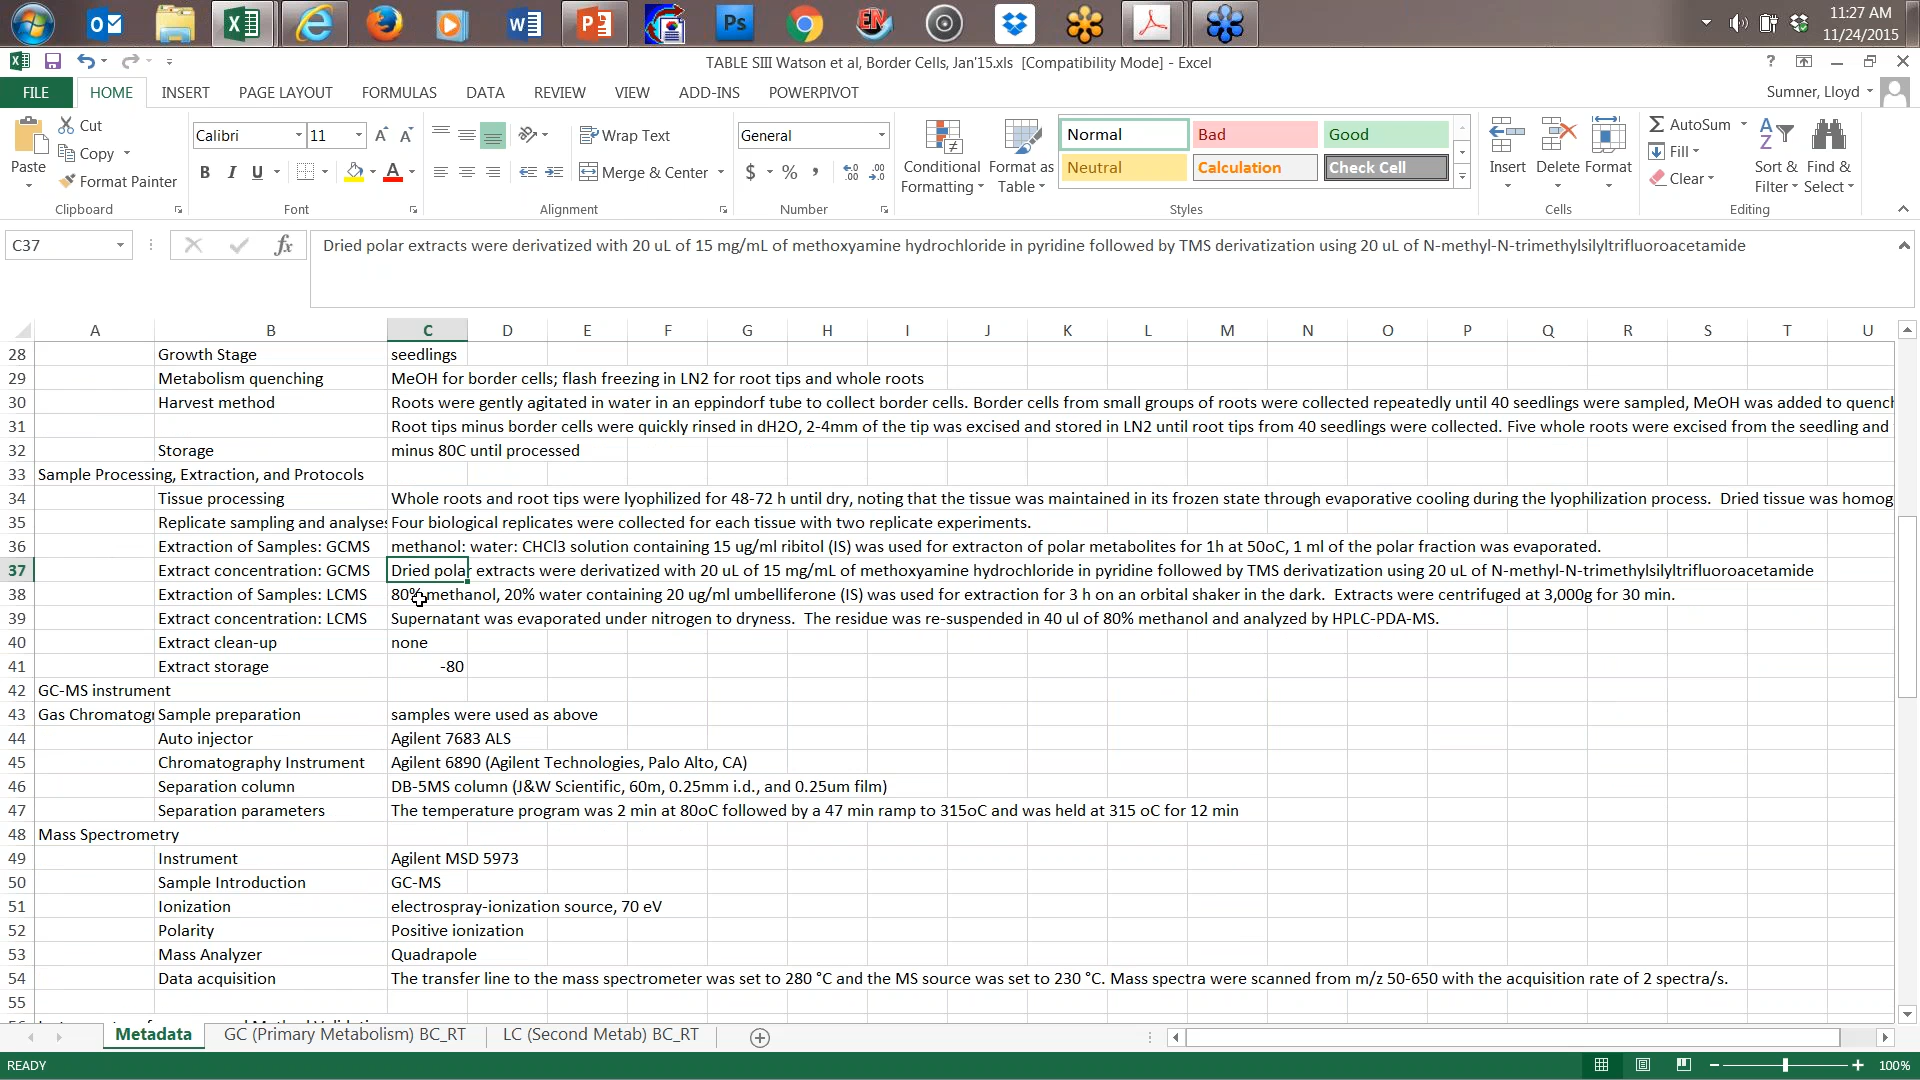 11:27 AM
11/24/2015
TABLE SIII Watson et al, Border Cells, Jan'15.xls [Compatibility Mode] - Excel
FILE HOME INSERT PAGE LAYOUT FORMULAS DATA REVIEW VIEW ADD-INS POWERPIVOT Sumner, Lloyd
Paste Cut Copy Format Painter Clipboard
Calibri 11 B I U Font
Wrap Text Merge & Center Alignment
General $ % , Number
Conditional Formatting Format as Table
Normal Bad Good
Neutral Calculation Check Cell
Styles
Insert Delete Format Cells
AutoSum Fill Clear Sort & Filter Find & Select Editing
C37 fx Dried polar extracts were derivatized with 20 uL of 15 mg/mL of methoxyamine hydrochloride in pyridine followed by TMS derivatization using 20 uL of N-methyl-N-trimethylsilyltrifluoroacetamide
A B C D E F G H I J K L M N O P Q R S T U
28 Growth Stage seedlings
29 Metabolism quenching MeOH for border cells; flash freezing in LN2 for root tips and whole roots
30 Harvest method Roots were gently agitated in water in an eppindorf tube to collect border cells. Border cells from small groups of roots were collected repeatedly until 40 seedlings were sampled, MeOH was added to quench
31 Root tips minus border cells were quickly rinsed in dH2O, 2-4mm of the tip was excised and stored in LN2 until root tips from 40 seedlings were collected. Five whole roots were excised from the seedling and
32 Storage minus 80C until processed
33 Sample Processing, Extraction, and Protocols
34 Tissue processing Whole roots and root tips were lyophilized for 48-72 h until dry, noting that the tissue was maintained in its frozen state through evaporative cooling during the lyophilization process. Dried tissue was homog
35 Replicate sampling and analyses Four biological replicates were collected for each tissue with two replicate experiments.
36 Extraction of Samples: GCMS methanol: water: CHCl3 solution containing 15 ug/ml ribitol (IS) was used for extracton of polar metabolites for 1h at 50oC, 1 ml of the polar fraction was evaporated.
37 Extract concentration: GCMS Dried polar extracts were derivatized with 20 uL of 15 mg/mL of methoxyamine hydrochloride in pyridine followed by TMS derivatization using 20 uL of N-methyl-N-trimethylsilyltrifluoroacetamide
38 Extraction of Samples: LCMS 80% methanol, 20% water containing 20 ug/ml umbelliferone (IS) was used for extraction for 3 h on an orbital shaker in the dark. Extracts were centrifuged at 3,000g for 30 min.
39 Extract concentration: LCMS Supernatant was evaporated under nitrogen to dryness. The residue was re-suspended in 40 ul of 80% methanol and analyzed by HPLC-PDA-MS.
40 Extract clean-up none
41 Extract storage -80
42 GC-MS instrument
43 Gas Chromatogr Sample preparation samples were used as above
44 Auto injector Agilent 7683 ALS
45 Chromatography Instrument Agilent 6890 (Agilent Technologies, Palo Alto, CA)
46 Separation column DB-5MS column (J&W Scientific, 60m, 0.25mm i.d., and 0.25um film)
47 Separation parameters The temperature program was 2 min at 80oC followed by a 47 min ramp to 315oC and was held at 315 oC for 12 min
48 Mass Spectrometry
49 Instrument Agilent MSD 5973
50 Sample Introduction GC-MS
51 Ionization electrospray-ionization source, 70 eV
52 Polarity Positive ionization
53 Mass Analyzer Quadrapole
54 Data acquisition The transfer line to the mass spectrometer was set to 280 °C and the MS source was set to 230 °C. Mass spectra were scanned from m/z 50-650 with the acquisition rate of 2 spectra/s.
55
Metadata GC (Primary Metabolism) BC_RT LC (Second Metab) BC_RT
READY 100%